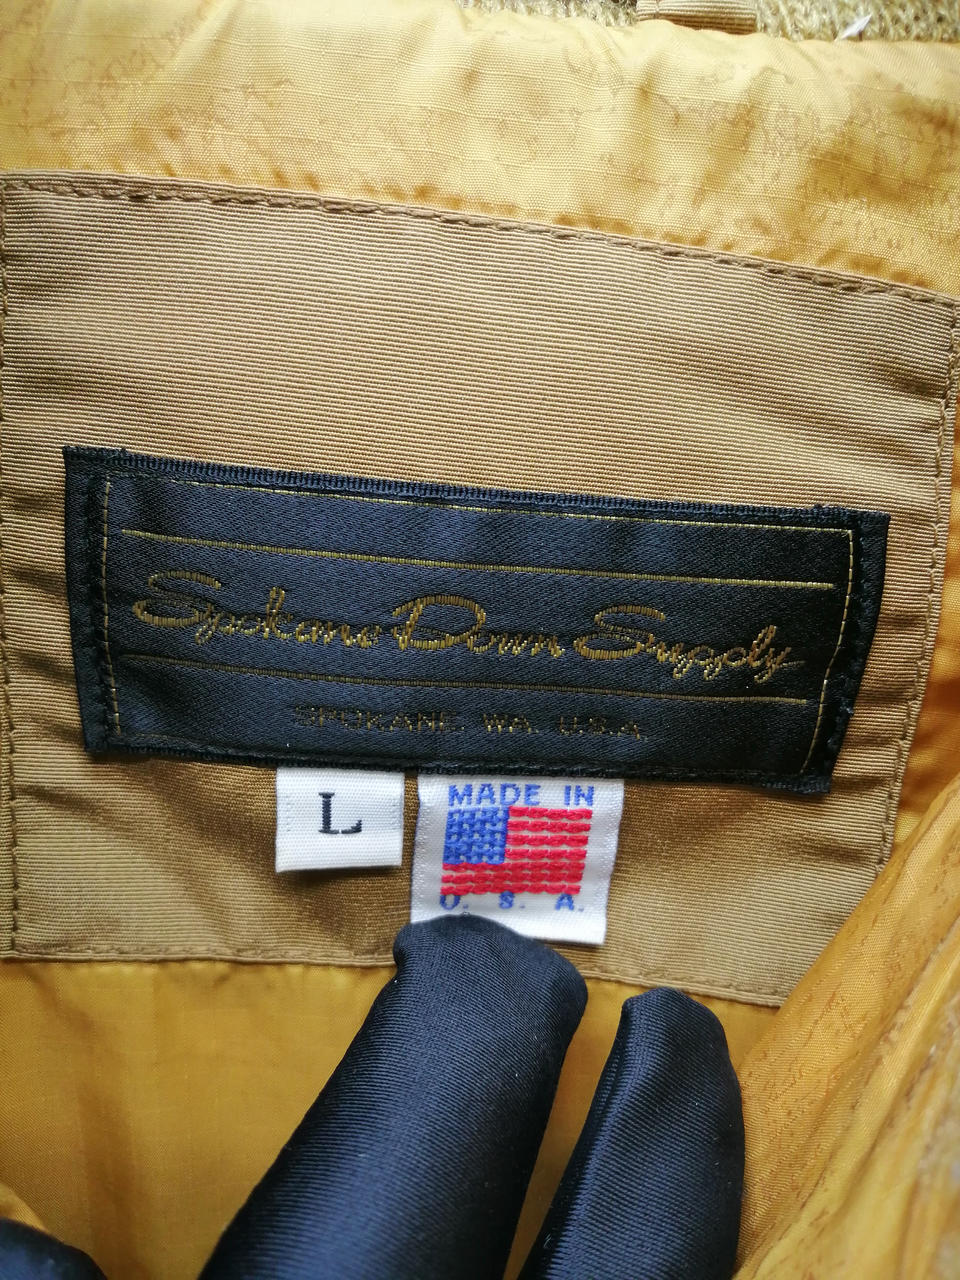 Spokane Down Supply
SPOKANE. WA. U.S.A.
L
MADE IN
U. S. A.